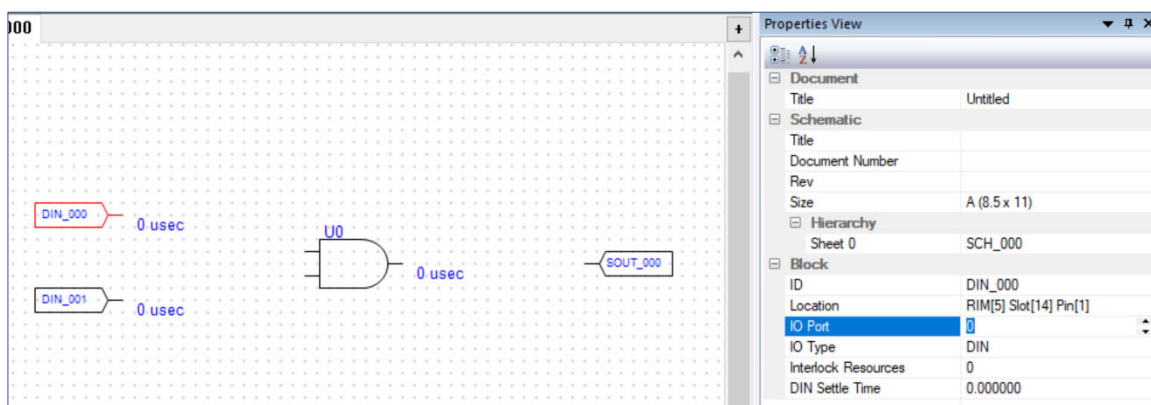 000
+
Properties View
Document
Title Untitled
Schematic
Title
Document Number
Rev
Size A (8.5 x 11)
Hierarchy
Sheet 0 SCH_000
Block
ID DIN_000
Location RIM[5] Slot[14] Pin[1]
IO Port 0
IO Type DIN
Interlock Resources 0
DIN Settle Time 0.000000
DIN_000
0 usec
U0
0 usec
SOUT_000
DIN_001
0 usec